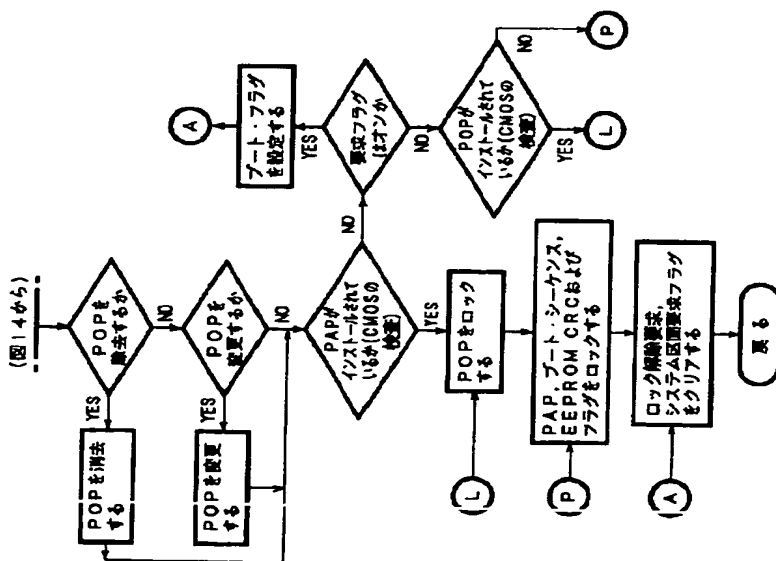 (図14から)
POPを
除去するか
YES
NO
POPを消去
する
POPを
変更するか
YES
NO
POPを変更
する
PAPが
インストールされて
いるか(CMOSの
検査)
NO
YES
要求フラグ
はオンか
YES
NO
ブート・フラグ
を設定する
A
POPが
インストールされて
いるか(CMOSの
検査)
NO
YES
P
L
L
POPをロック
する
P
PAP,ブート・シーケンス,
EEPROM CRCおよび
フラグをロックする
A
ロック解除要求,
システム区画要求フラグ
をクリアする
戻る